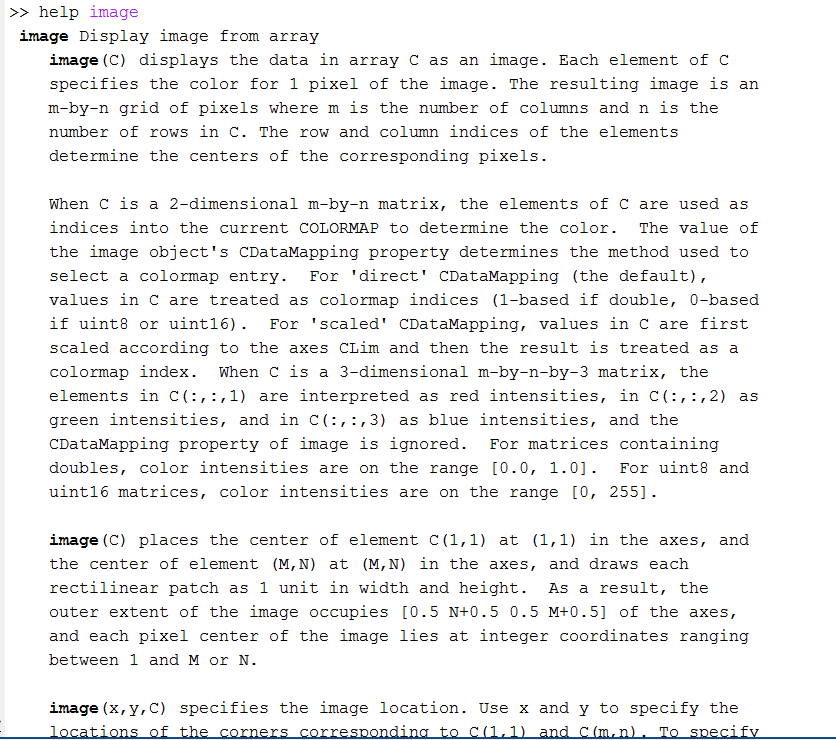 >> help image
image Display image from array
image(C) displays the data in array C as an image. Each element of C
specifies the color for 1 pixel of the image. The resulting image is an
m-by-n grid of pixels where m is the number of columns and n is the
number of rows in C. The row and column indices of the elements
determine the centers of the corresponding pixels.
When C is a 2-dimensional m-by-n matrix, the elements of C are used as
indices into the current COLORMAP to determine the color.  The value of
the image object's CDataMapping property determines the method used to
select a colormap entry.  For 'direct' CDataMapping (the default),
values in C are treated as colormap indices (1-based if double, 0-based
if uint8 or uint16).  For 'scaled' CDataMapping, values in C are first
scaled according to the axes CLim and then the result is treated as a
colormap index.  When C is a 3-dimensional m-by-n-by-3 matrix, the
elements in C(:,:,1) are interpreted as red intensities, in C(:,:,2) as
green intensities, and in C(:,:,3) as blue intensities, and the
CDataMapping property of image is ignored.  For matrices containing
doubles, color intensities are on the range [0.0, 1.0].  For uint8 and
uint16 matrices, color intensities are on the range [0, 255].
image(C) places the center of element C(1,1) at (1,1) in the axes, and
the center of element (M,N) at (M,N) in the axes, and draws each
rectilinear patch as 1 unit in width and height.  As a result, the
outer extent of the image occupies [0.5 N+0.5 0.5 M+0.5] of the axes,
and each pixel center of the image lies at integer coordinates ranging
between 1 and M or N.
image(x,y,C) specifies the image location. Use x and y to specify the
locations of the corners corresponding to C(1,1) and C(m,n). To specify